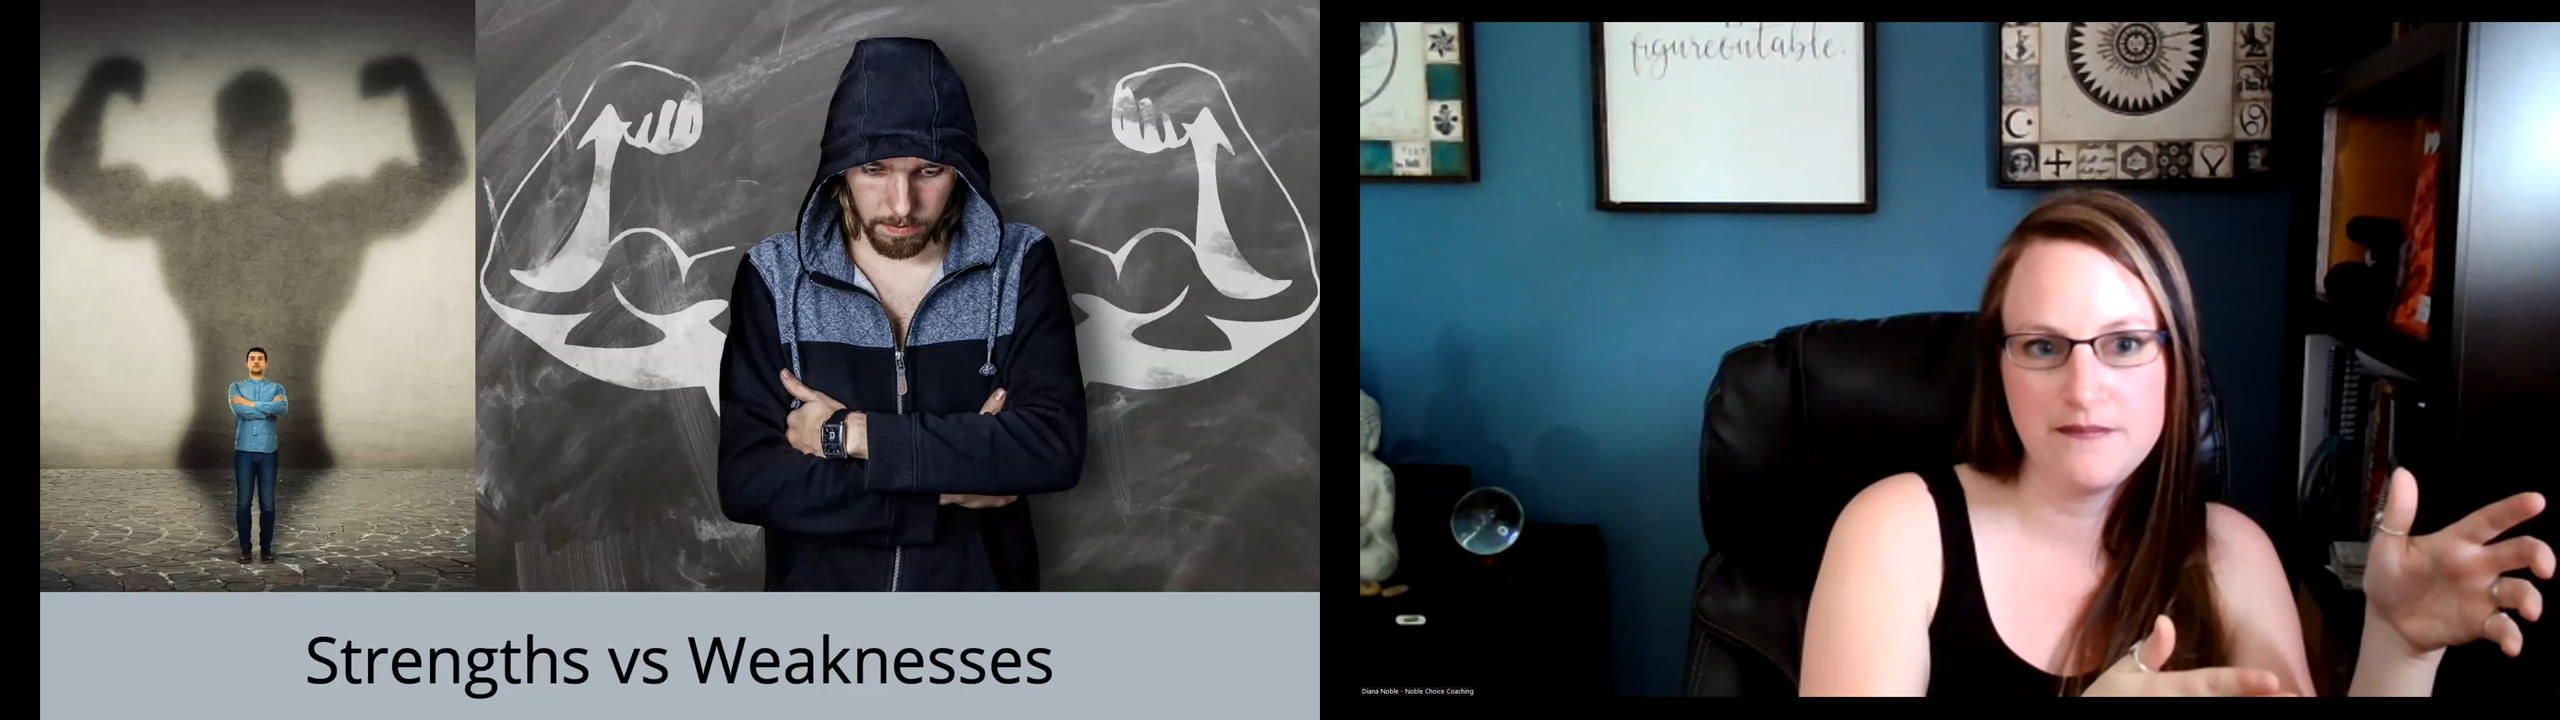 Strengths vs Weaknesses
figureoutable.
Diana Noble - Noble Choice Coaching